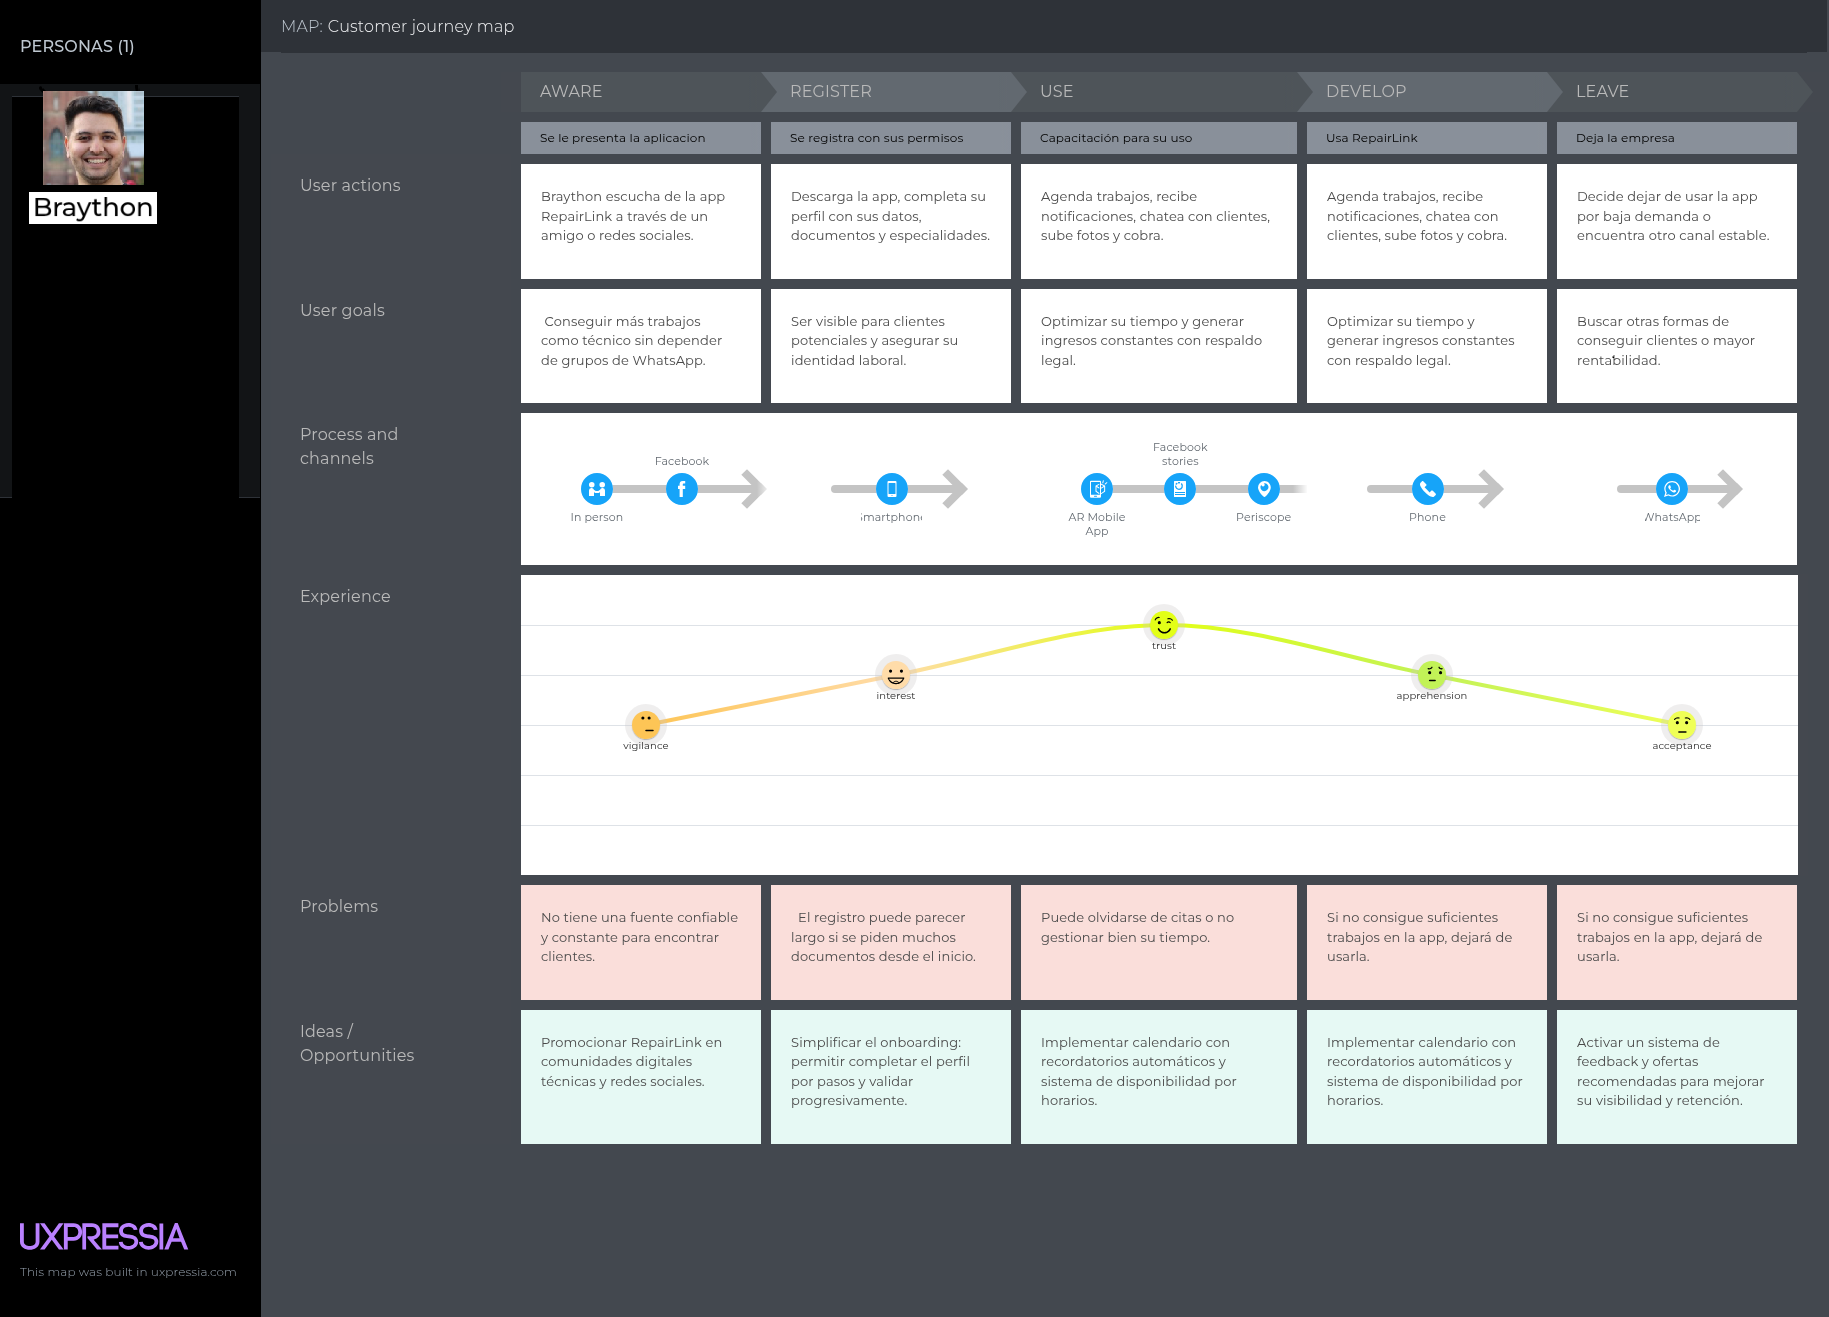 PERSONAS (1)
Braython
MAP: Customer journey map
AWARE
REGISTER
USE
DEVELOP
LEAVE
Se le presenta la aplicacion
Se registra con sus permisos
Capacitación para su uso
Usa RepairLink
Deja la empresa
User actions
Braython escucha de la app
RepairLink a través de un
amigo o redes sociales.
Descarga la app, completa su
perfil con sus datos,
documentos y especialidades.
Agenda trabajos, recibe
notificaciones, chatea con clientes,
sube fotos y cobra.
Agenda trabajos, recibe
notificaciones, chatea con
clientes, sube fotos y cobra.
Decide dejar de usar la app
por baja demanda o
encuentra otro canal estable.
User goals
Conseguir más trabajos
como técnico sin depender
de grupos de WhatsApp.
Ser visible para clientes
potenciales y asegurar su
identidad laboral.
Optimizar su tiempo y generar
ingresos constantes con respaldo
legal.
Optimizar su tiempo y
generar ingresos constantes
con respaldo legal.
Buscar otras formas de
conseguir clientes o mayor
rentabilidad.
Process and
channels
In person
Facebook
Smartphone
AR Mobile
App
Facebook
stories
Periscope
Phone
WhatsApp
Experience
vigilance
interest
trust
apprehension
acceptance
Problems
No tiene una fuente confiable
y constante para encontrar
clientes.
El registro puede parecer
largo si se piden muchos
documentos desde el inicio.
Puede olvidarse de citas o no
gestionar bien su tiempo.
Si no consigue suficientes
trabajos en la app, dejará de
usarla.
Si no consigue suficientes
trabajos en la app, dejará de
usarla.
Ideas /
Opportunities
Promocionar RepairLink en
comunidades digitales
técnicas y redes sociales.
Simplificar el onboarding:
permitir completar el perfil
por pasos y validar
progresivamente.
Implementar calendario con
recordatorios automáticos y
sistema de disponibilidad por
horarios.
Implementar calendario con
recordatorios automáticos y
sistema de disponibilidad por
horarios.
Activar un sistema de
feedback y ofertas
recomendadas para mejorar
su visibilidad y retención.
UXPRESSIA
This map was built in uxpressia.com